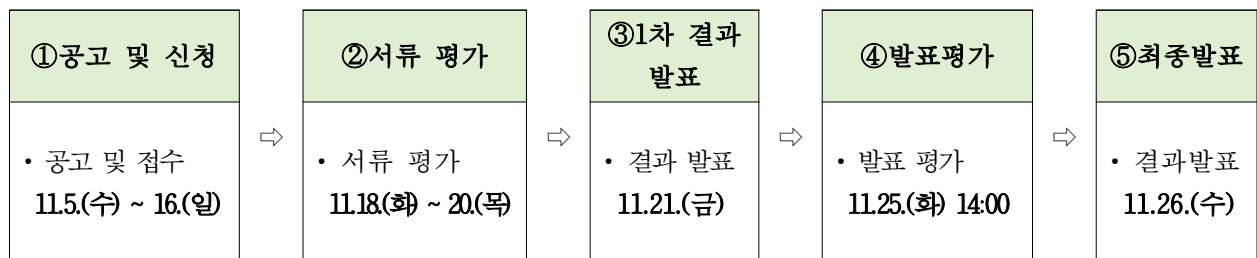 ①공고 및 신청
• 공고 및 접수
11.5.(수) ~ 16.(일)
⇨
②서류 평가
• 서류 평가
11.18.(화) ~ 20.(목)
⇨
③1차 결과
발표
• 결과 발표
11.21.(금)
⇨
④발표평가
• 발표 평가
11.25.(화) 14:00
⇨
⑤최종발표
• 결과발표
11.26.(수)